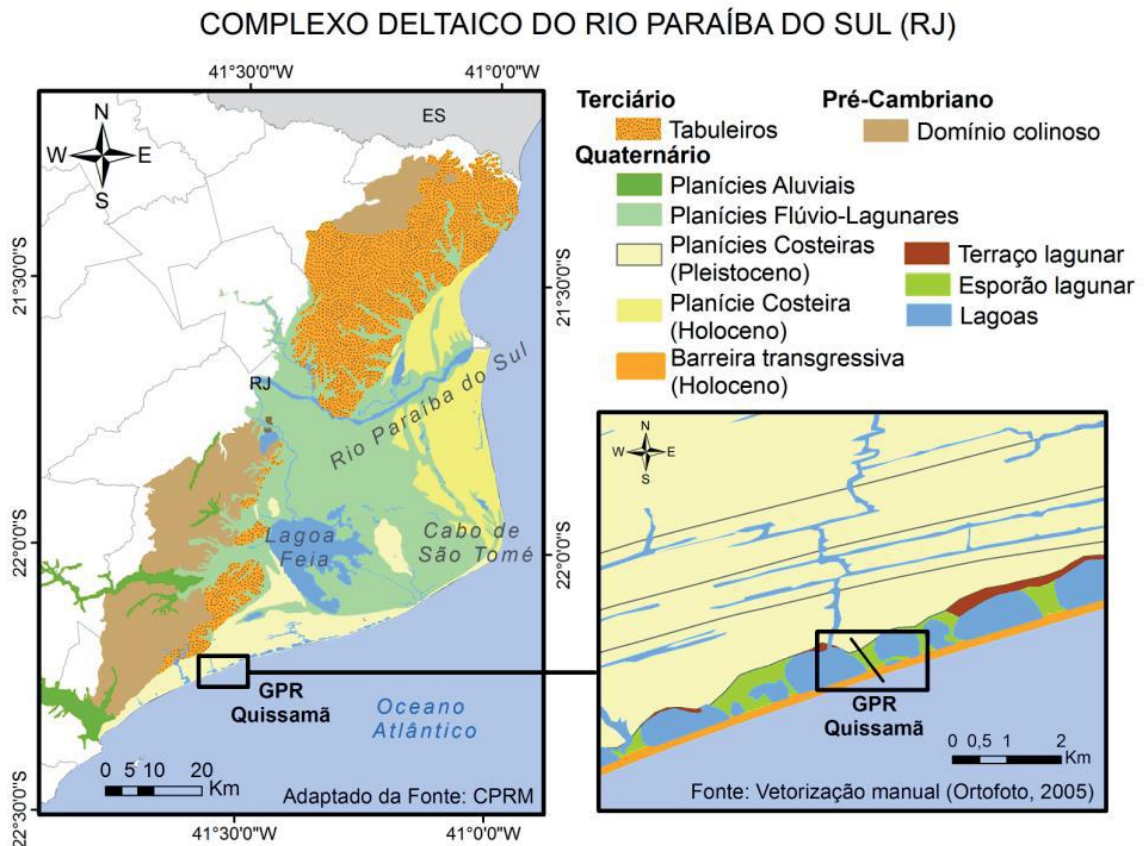 COMPLEXO DELTAICO DO RIO PARAÍBA DO SUL (RJ)
41°30'0"W
41°0'0"W
N
W
E
S
ES
21°30'0"S
21°30'0"S
RJ
Rio Paraíba do Sul
22°0'0"S
22°0'0"S
Lagoa
Feia
Cabo de
São Tomé
GPR
Quissamã
Oceano
Atlântico
0 5 10 20
Km
Adaptado da Fonte: CPRM
22°30'0"S
41°30'0"W
41°0'0"W
Terciário
Tabuleiros
Pré-Cambriano
Domínio colinoso
Quaternário
Planícies Aluviais
Planícies Flúvio-Lagunares
Planícies Costeiras
(Pleistoceno)
Planície Costeira
(Holoceno)
Barreira transgressiva
(Holoceno)
Terraço lagunar
Esporão lagunar
Lagoas
N
W
E
S
GPR
Quissamã
0 0,5 1 2
Km
Fonte: Vetorização manual (Ortofoto, 2005)